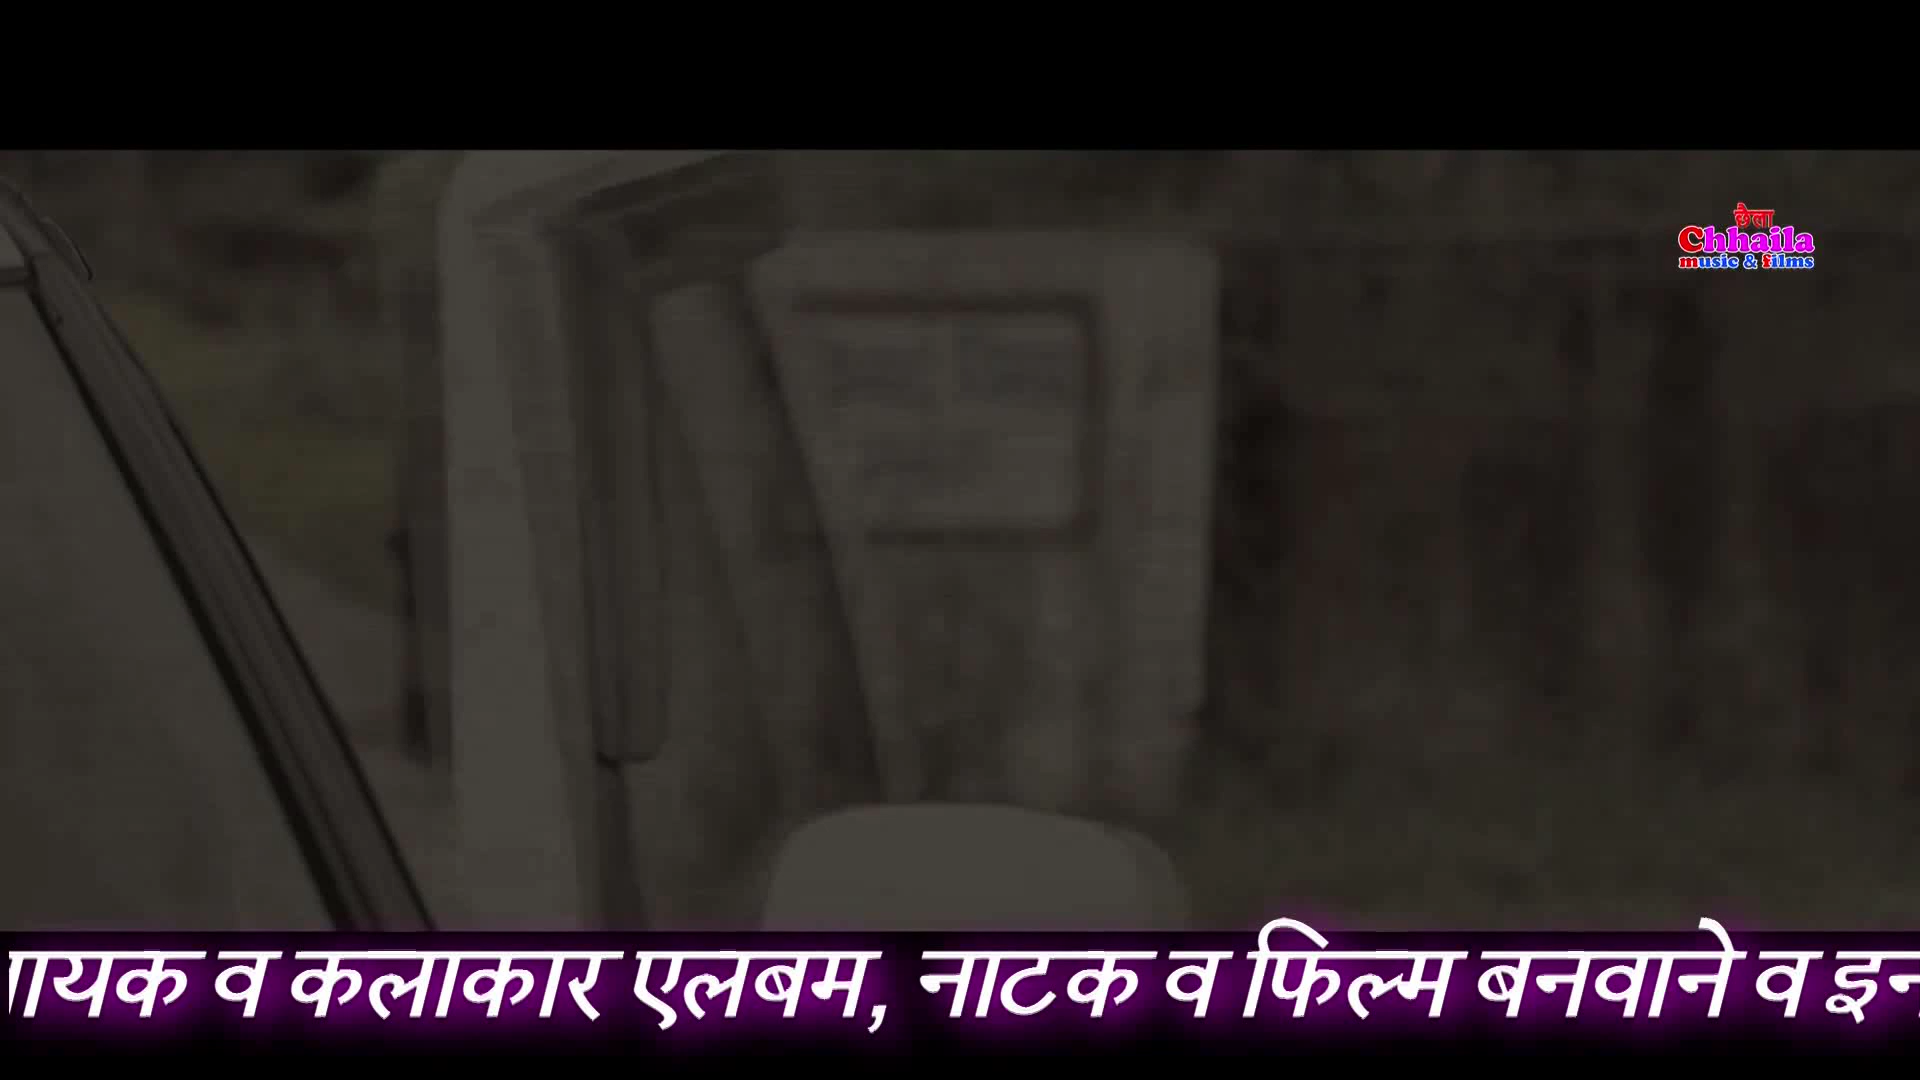 छैला
Chhaila
music & films
गायक व कलाकार एलबम, नाटक व फिल्म बनवाने व इन